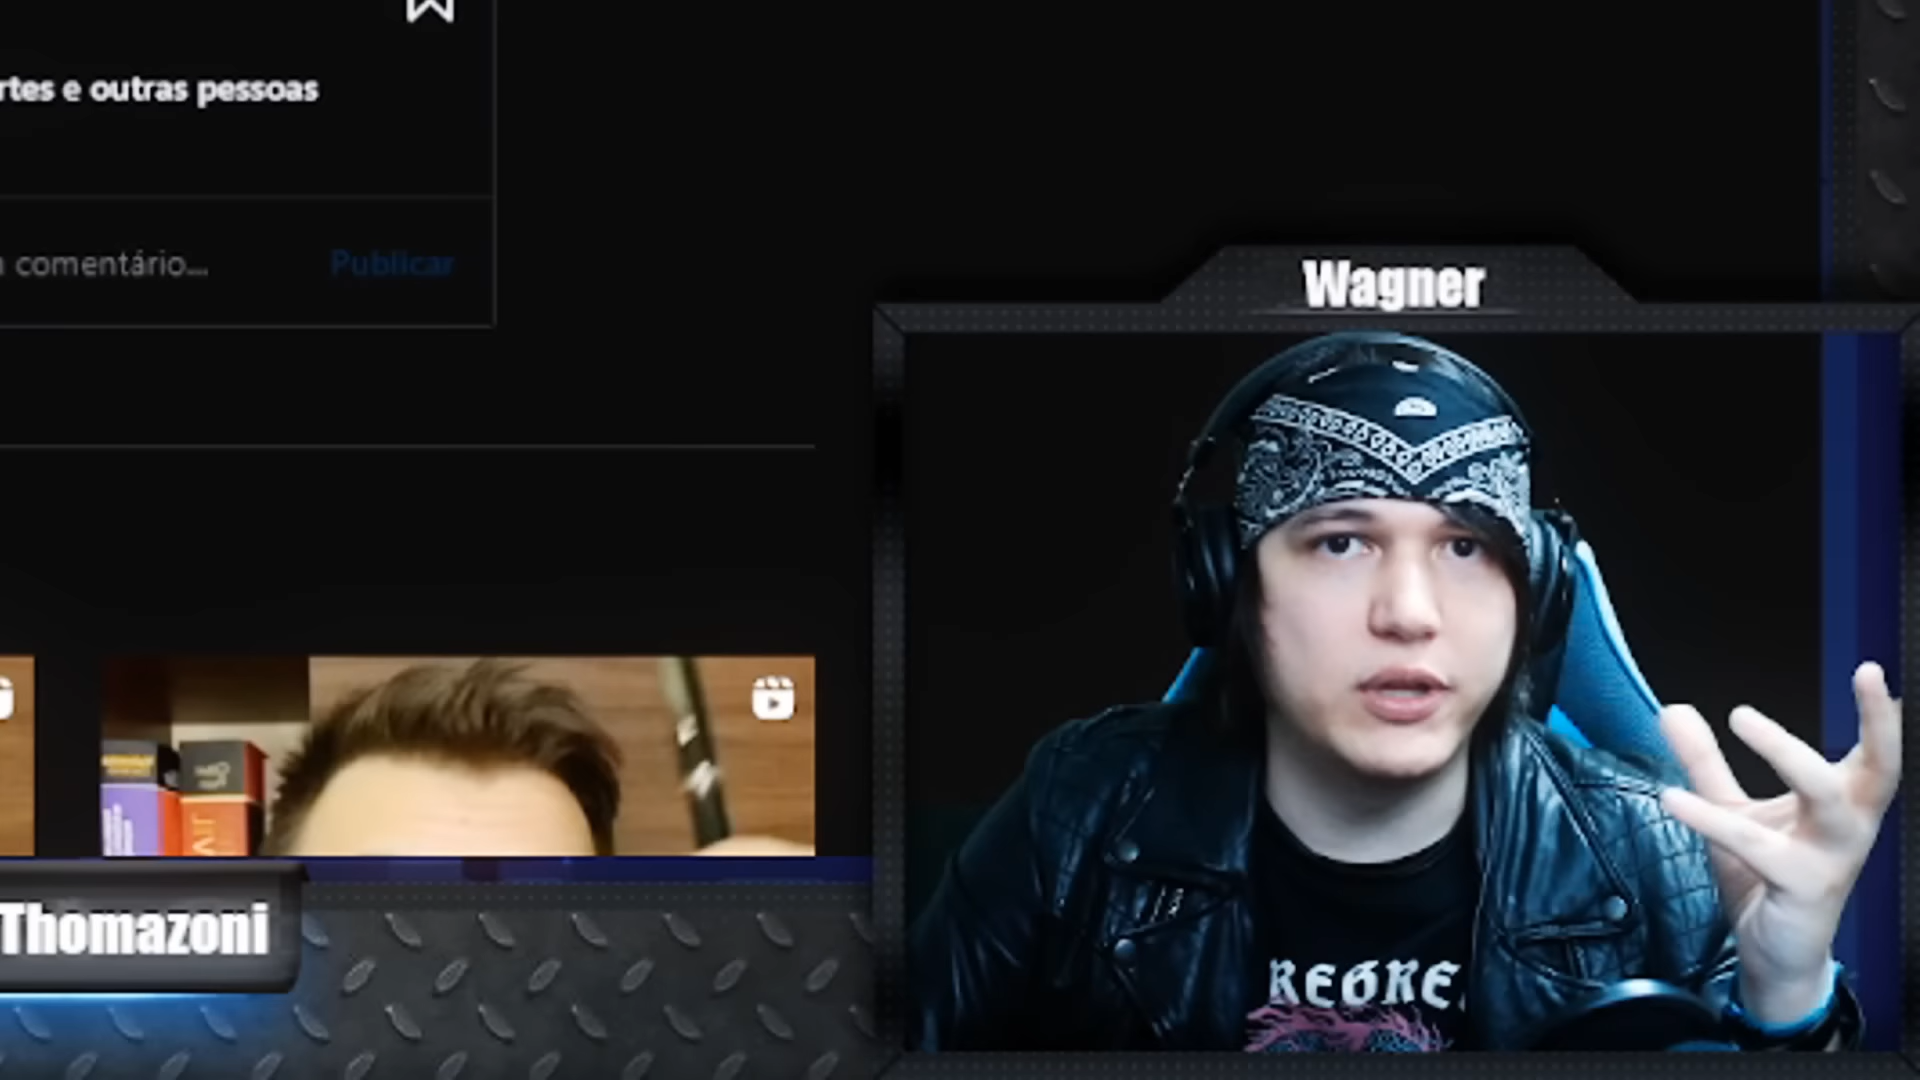 rtes e outras pessoas
comentário...
Publicar
Wagner
Thomazoni
REGRE